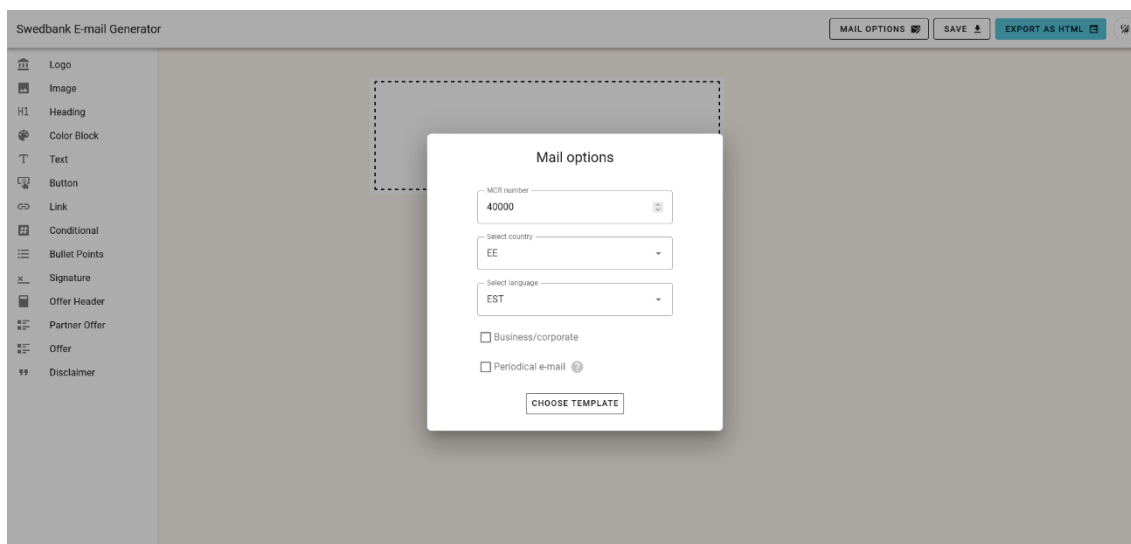 Swedbank E-mail Generator
MAIL OPTIONS SAVE EXPORT AS HTML
Logo
Image
H1 Heading
Color Block
T Text
Button
Link
Conditional
Bullet Points
Signature
Offer Header
Partner Offer
Offer
Disclaimer
Mail options
MCR number
40000
Select country
EE
Select language
EST
Business/corporate
Periodical e-mail ?
CHOOSE TEMPLATE